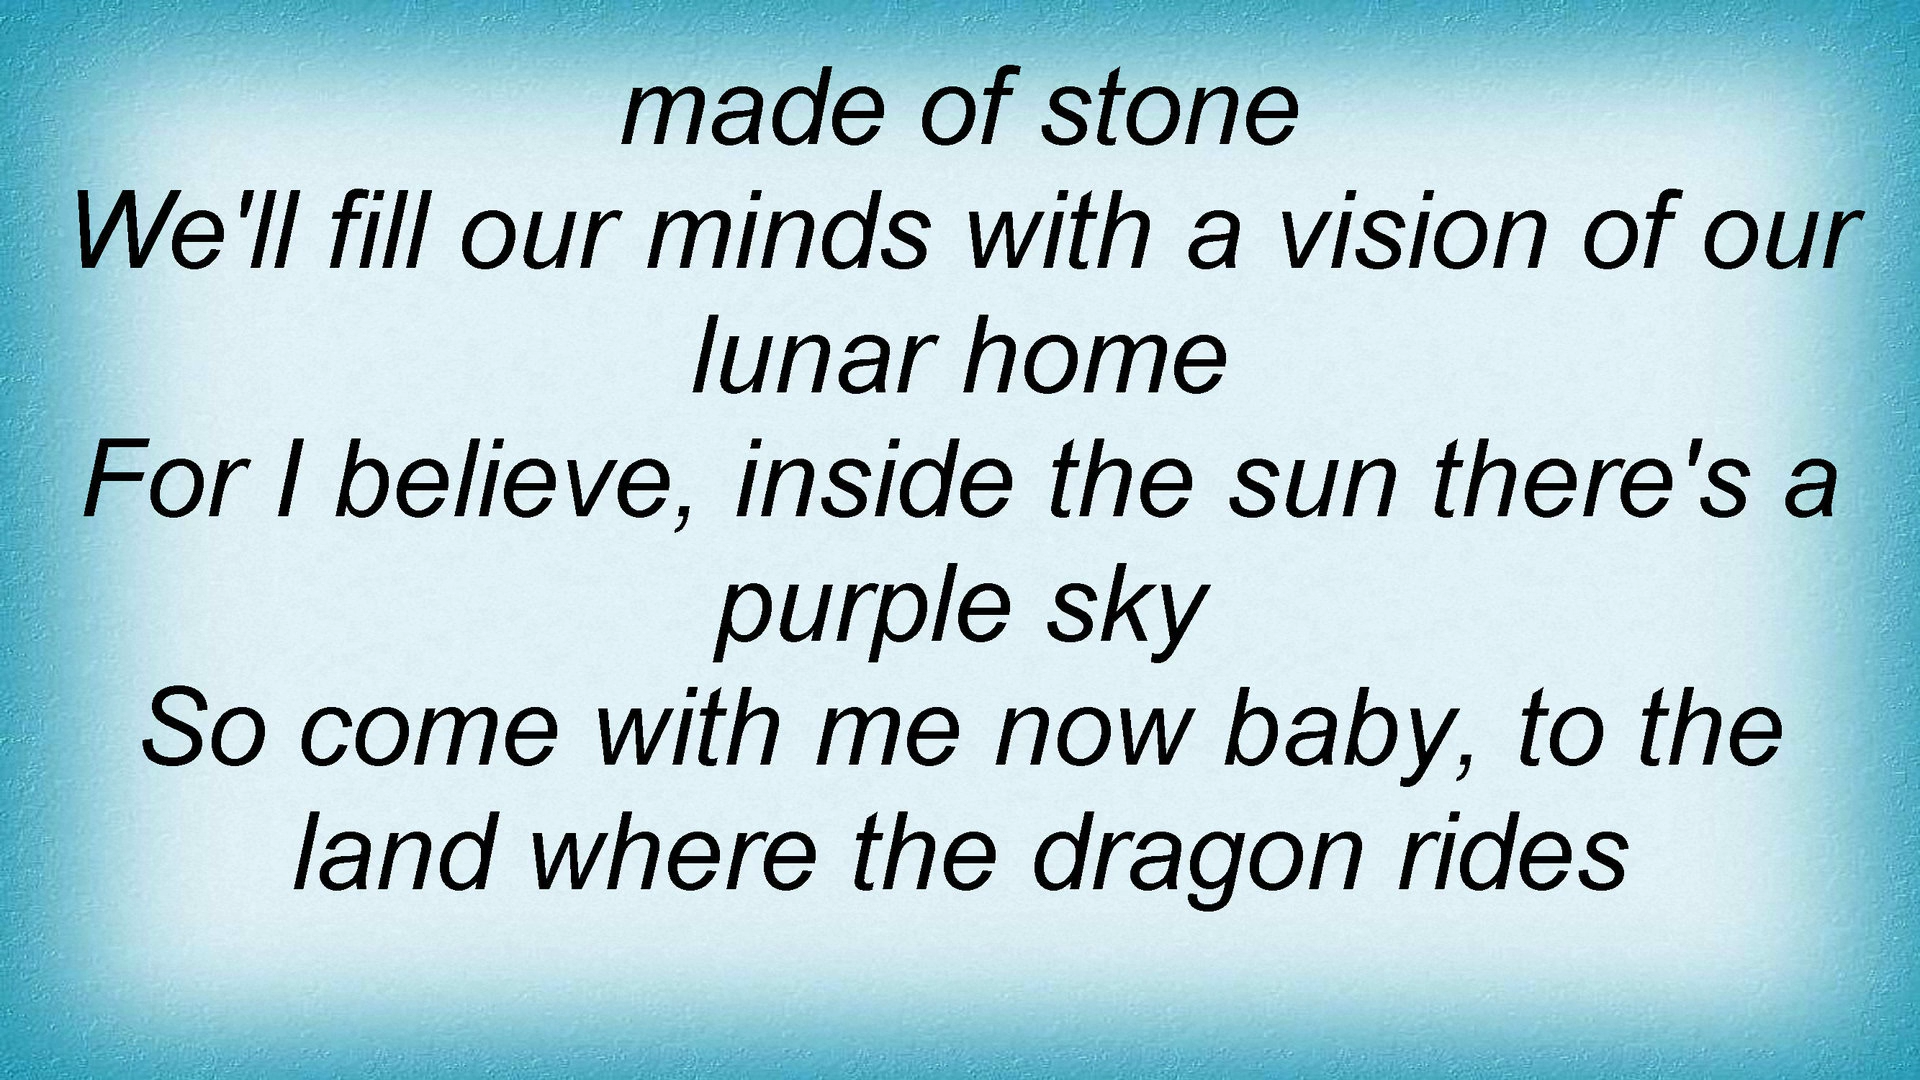 made of stone
We'll fill our minds with a vision of our
lunar home
For I believe, inside the sun there's a
purple sky
So come with me now baby, to the
land where the dragon rides